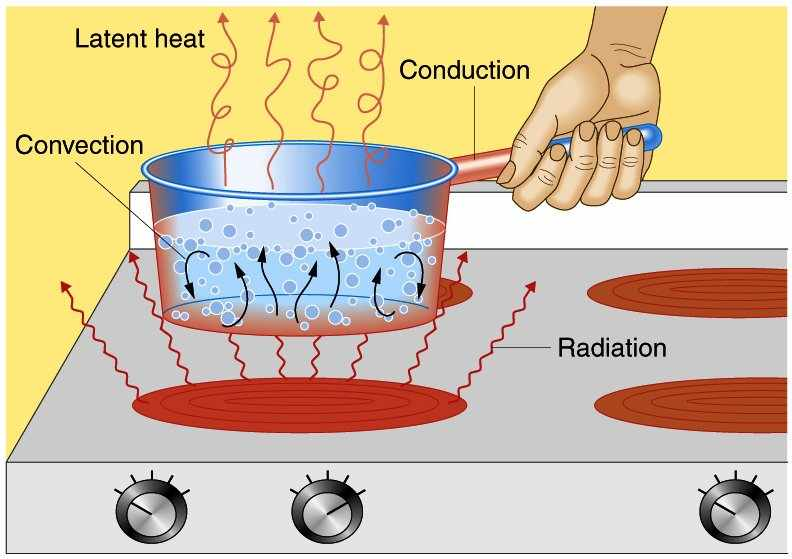 Latent heat
Conduction
Convection
Radiation